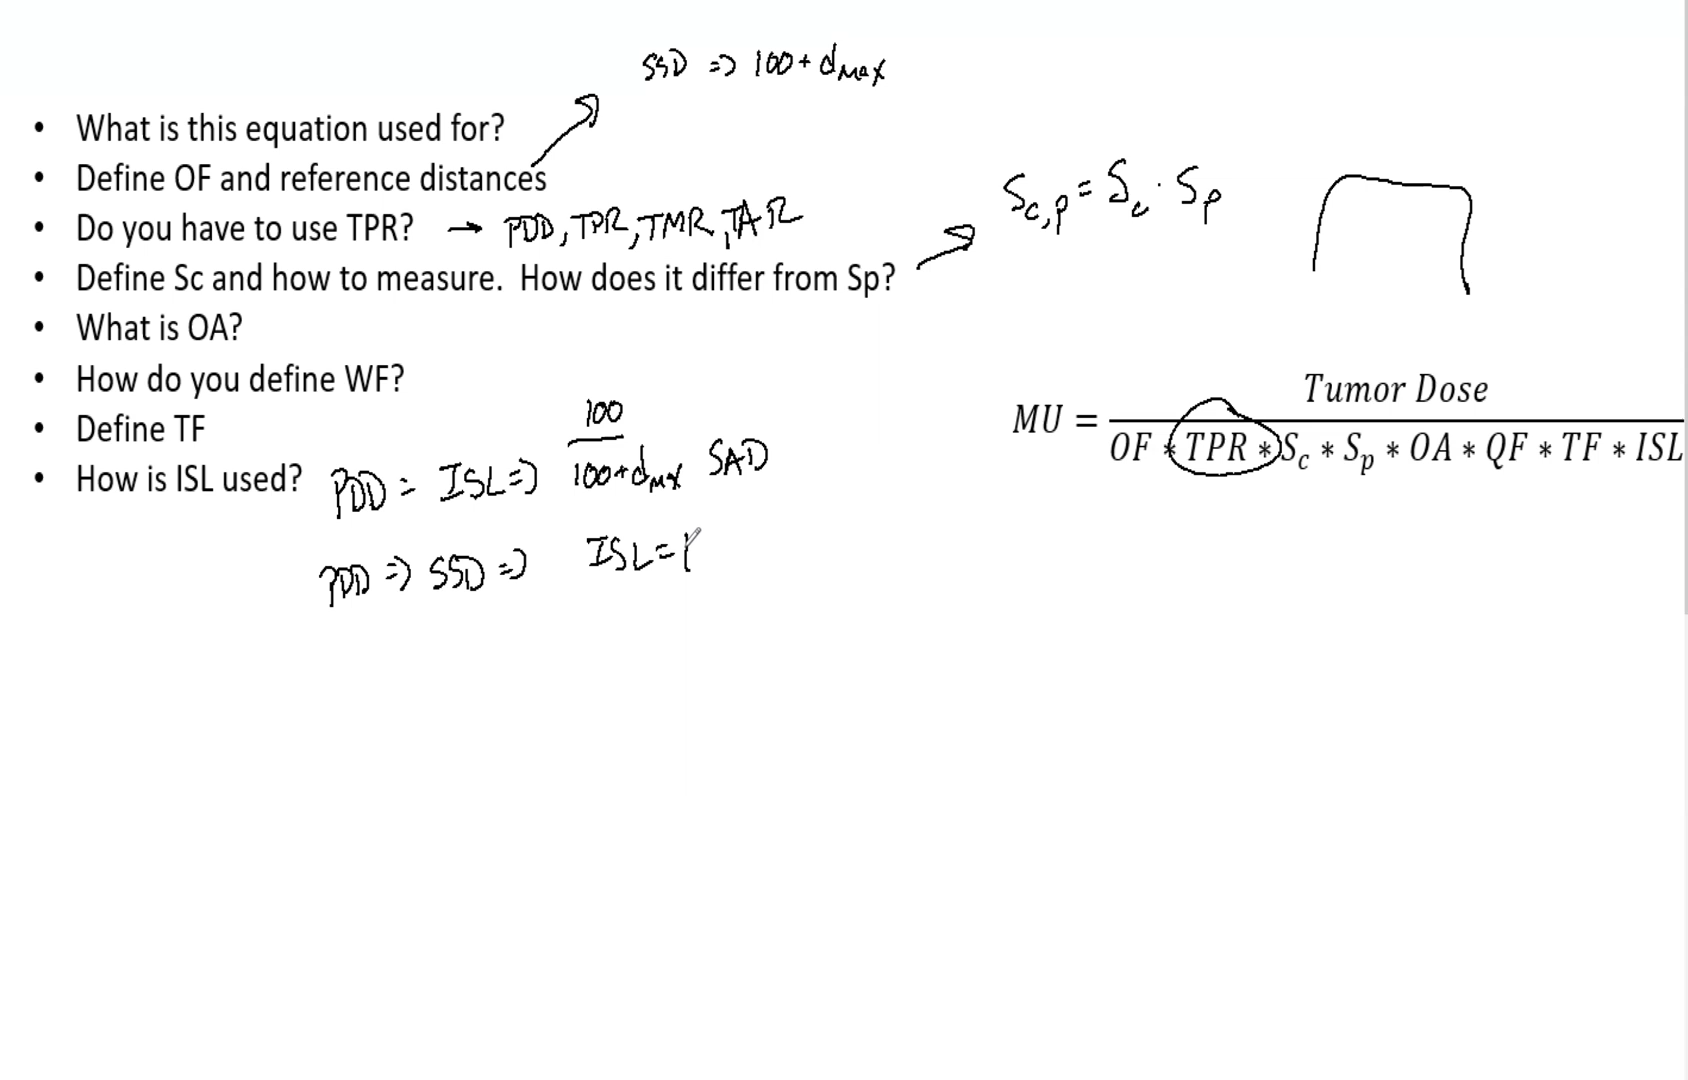 SSD => 100 + dmax
• What is this equation used for?
• Define OF and reference distances
• Do you have to use TPR? → PDD, TPR, TMR, TAR
• Define Sc and how to measure. How does it differ from Sp?
Sc,p = Sc · Sp
• What is OA?
• How do you define WF?
• Define TF
• How is ISL used?
PDD = ISL => 100 / 100 + dmax SAD
PDD => SSD => ISL = 1
MU = Tumor Dose / OF * TPR * Sc * Sp * OA * QF * TF * ISL